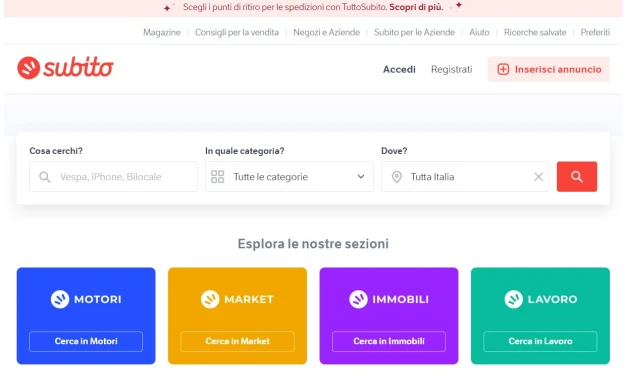 Scegli i punti di ritiro per le spedizioni con TuttoSubito. Scopri di più.
Magazine | Consigli per la vendita | Negozi e Aziende | Subito per le Aziende | Aiuto | Ricerche salvate | Preferiti
subito Accedi Registrati Inserisci annuncio
Cosa cerchi? In quale categoria? Dove?
Vespa, iPhone, Bilocale Tutte le categorie Tutta Italia
Esplora le nostre sezioni
MOTORI MARKET IMMOBILI LAVORO
Cerca in Motori Cerca in Market Cerca in Immobili Cerca in Lavoro